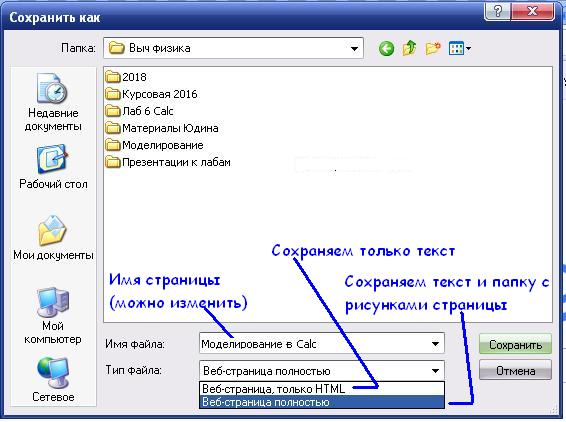 Сохранить как
Папка: Выч физика
Недавние документы
Рабочий стол
Мои документы
Мой компьютер
Сетевое
2018
Курсовая 2016
Лаб 6 Calc
Материалы Юдина
Моделирование
Презентации к лабам
Сохраняем только текст
Имя страницы
(можно изменить)
Сохраняем текст и папку с
рисунками страницы
Имя файла: Моделирование в Calc Сохранить
Тип файла: Веб-страница полностью Отмена
Веб-страница, только HTML
Веб-страница полностью